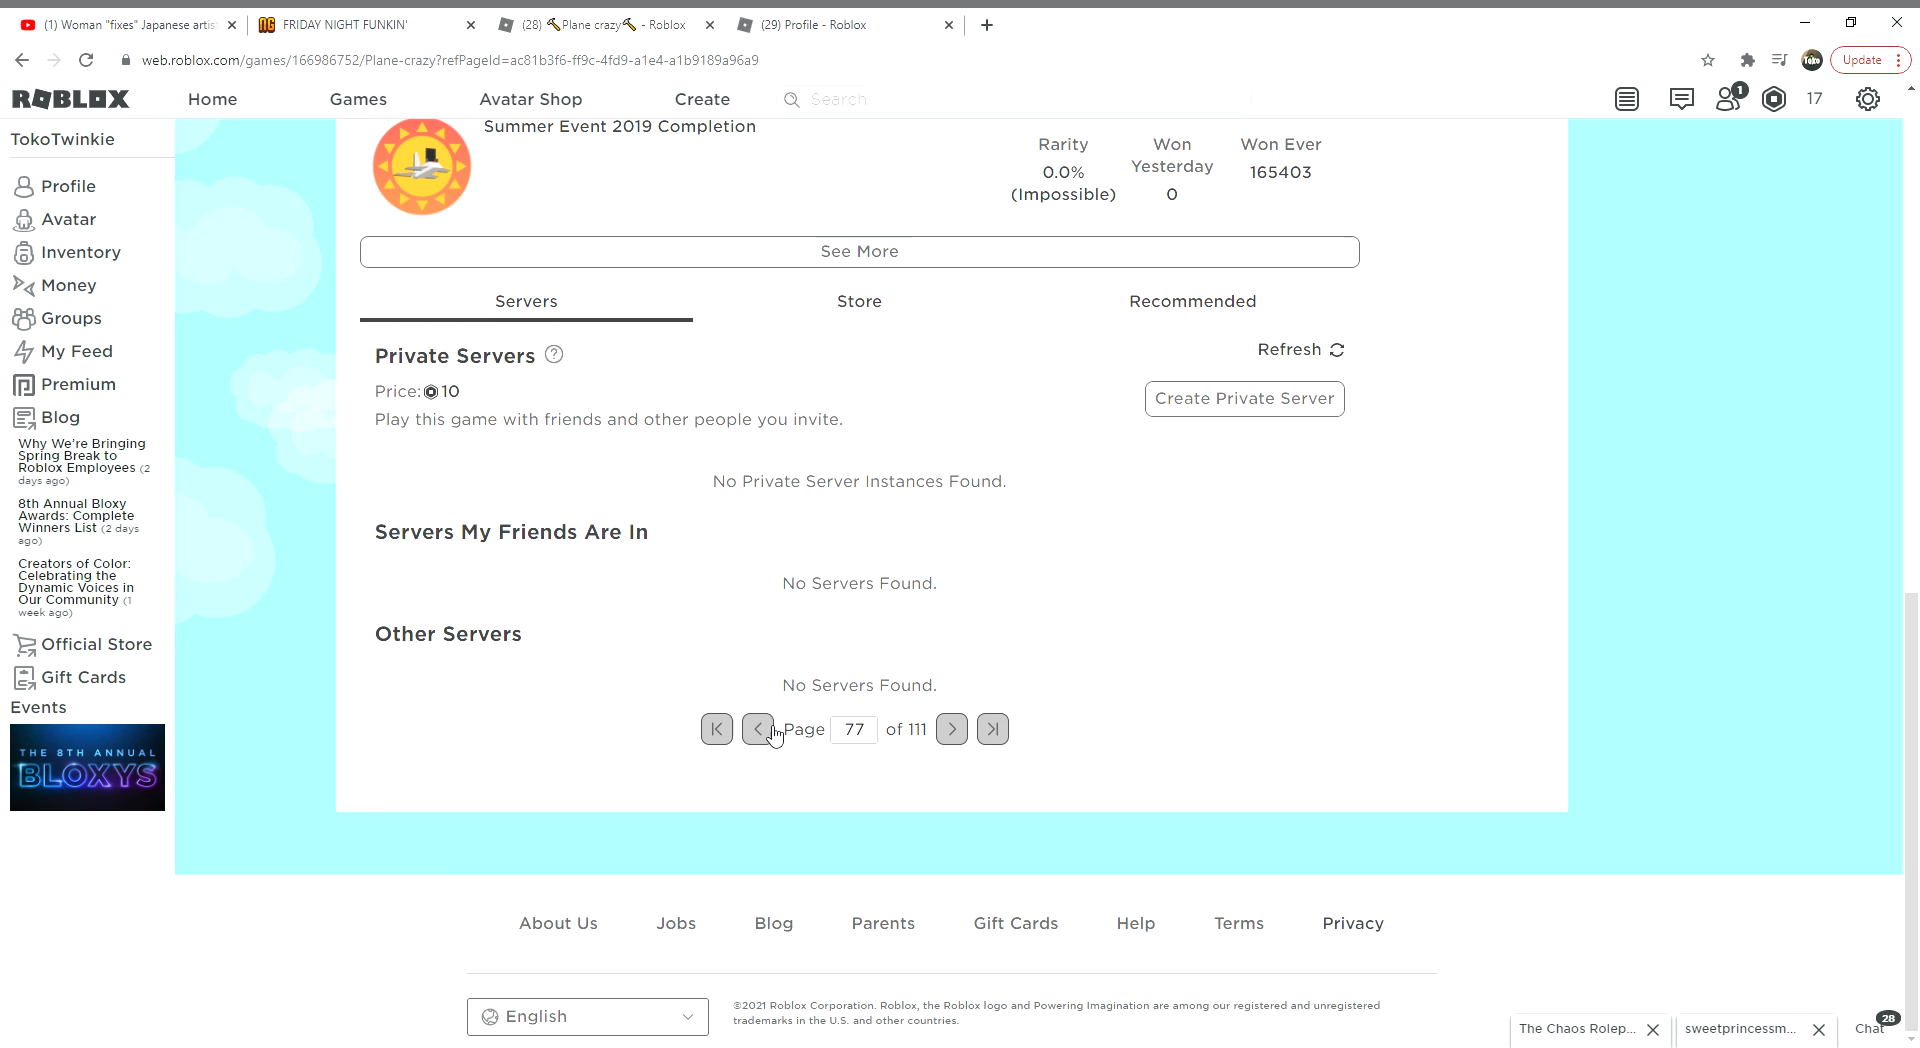 (1) Woman "fixes" Japanese artis
FRIDAY NIGHT FUNKIN'
(28) 🔨Plane crazy🔨 - Roblox
(29) Profile - Roblox
web.roblox.com/games/166986752/Plane-crazy?refPageId=ac81b3f6-ff9c-4fd9-a1e4-a1b9189a96a9
Toko
Update
ROBLOX
Home
Games
Avatar Shop
Create
Search
1
17
TokoTwinkie
Profile
Avatar
Inventory
Money
Groups
My Feed
Premium
Blog
Why We're Bringing
Spring Break to
Roblox Employees (2
days ago)
8th Annual Bloxy
Awards: Complete
Winners List (2 days
ago)
Creators of Color:
Celebrating the
Dynamic Voices in
Our Community (1
week ago)
Official Store
Gift Cards
Events
THE 8TH ANNUAL
BLOXYS
Summer Event 2019 Completion
Rarity
0.0%
(Impossible)
Won
Yesterday
0
Won Ever
165403
See More
Servers
Store
Recommended
Private Servers
Refresh
Price: 10
Play this game with friends and other people you invite.
Create Private Server
No Private Server Instances Found.
Servers My Friends Are In
No Servers Found.
Other Servers
No Servers Found.
Page 77 of 111
About Us
Jobs
Blog
Parents
Gift Cards
Help
Terms
Privacy
English
©2021 Roblox Corporation. Roblox, the Roblox logo and Powering Imagination are among our registered and unregistered
trademarks in the U.S. and other countries.
The Chaos Rolep...
sweetprincessm...
Chat
28